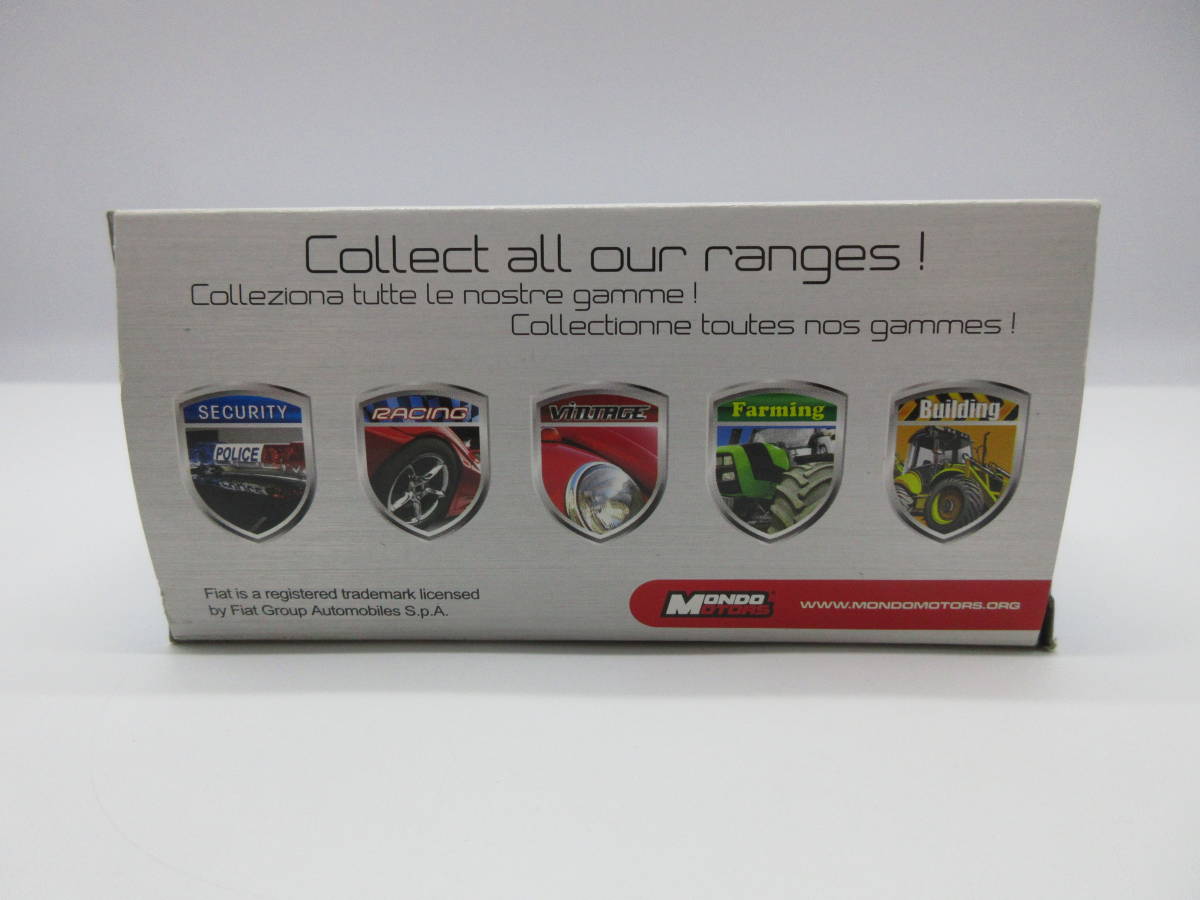 Collect all our ranges !
Colleziona tutte le nostre gamme !
Collectionne toutes nos gammes !
SECURITY
POLICE
RACING
VINTAGE
Farming
Building
Fiat is a registered trademark licensed
by Fiat Group Automobiles S.p.A.
MONDO
MOTORS
WWW.MONDOMOTORS.ORG